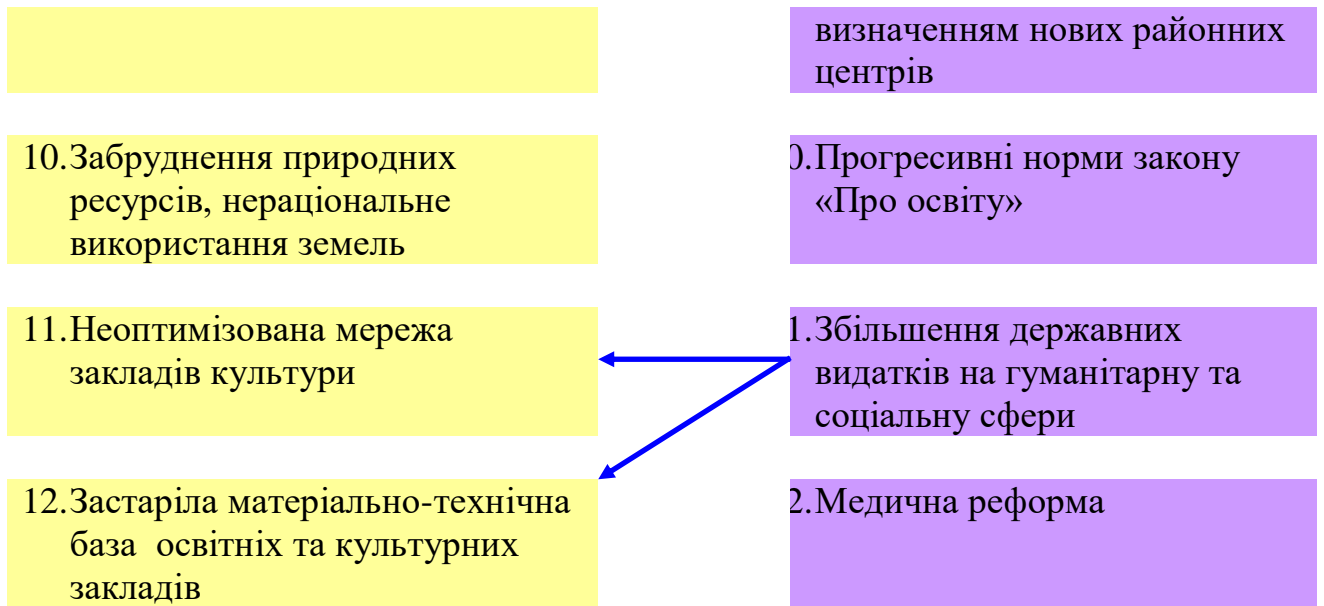 визначенням нових районних
центрів
10.Забруднення природних
ресурсів, нераціональне
використання земель
0.Прогресивні норми закону
«Про освіту»
11.Неоптимізована мережа
закладів культури
1.Збільшення державних
видатків на гуманітарну та
соціальну сфери
12.Застаріла матеріально-технічна
база освітніх та культурних
закладів
2.Медична реформа